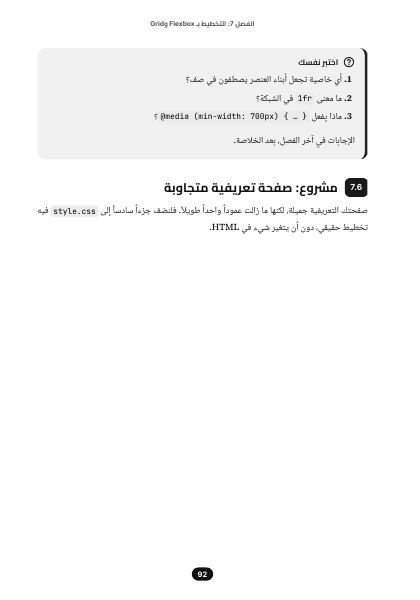 الفصل 7: التخطيط بـ Flexbox وGrid
اختبر نفسك
1. أي خاصية تجعل أبناء العنصر يصطفون في صف؟
2. ما معنى 1fr في الشبكة؟
3. ماذا يفعل @media (min-width: 700px) { … } ؟
الإجابات في آخر الفصل، بعد الخلاصة.
7.6 مشروع: صفحة تعريفية متجاوبة
صفحتك التعريفية جميلة، لكنها ما زالت عموداً واحداً طويلاً. فلنضف جزءاً سادساً إلى style.css فيه
تخطيط حقيقي، دون أن يتغير شيء في HTML.
92